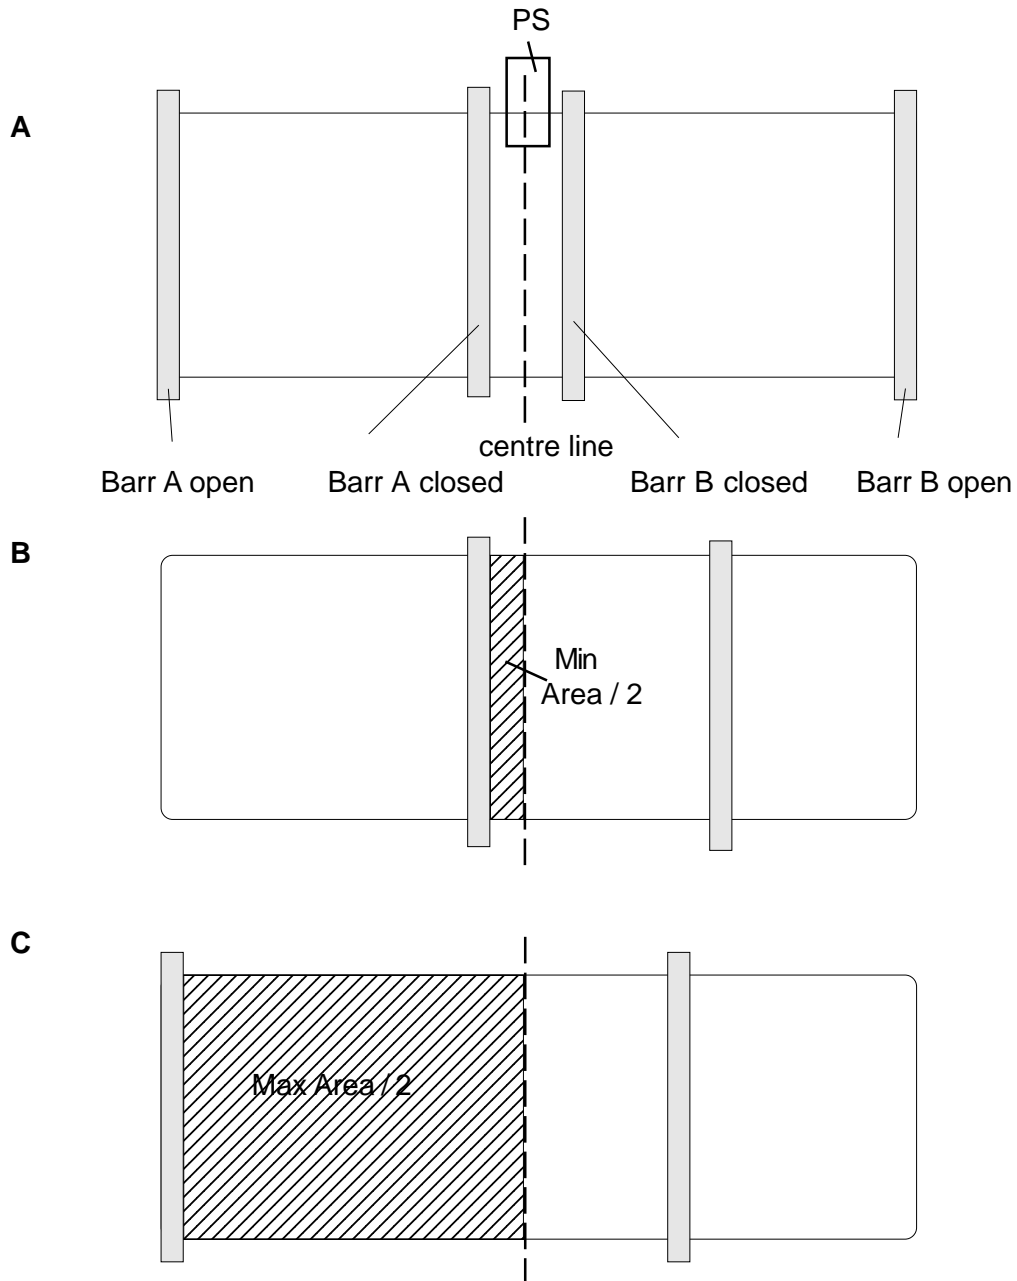 PS
A
centre line
Barr A open
Barr A closed
Barr B closed
Barr B open
B
Min
Area / 2
C
Max Area / 2